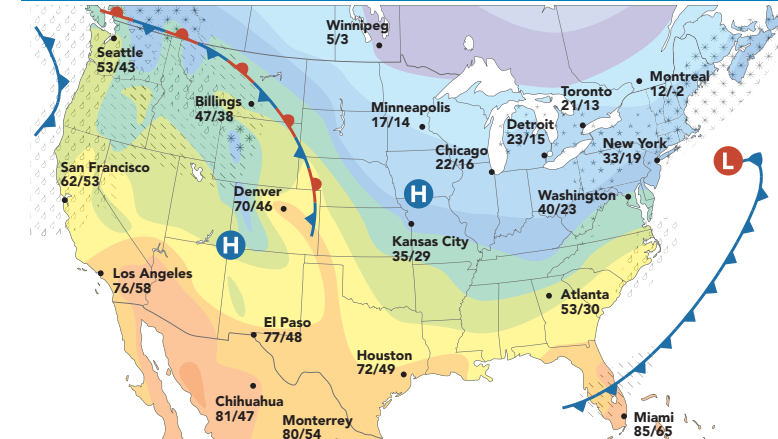 Winnipeg
5/3
Seattle
53/43
Montreal
12/-2
Toronto
21/13
Billings
47/38
Minneapolis
17/14
Detroit
23/15
New York
33/19
Chicago
22/16
L
San Francisco
62/53
Denver
70/46
H
Washington
40/23
H
Kansas City
35/29
Los Angeles
76/58
Atlanta
53/30
El Paso
77/48
Houston
72/49
Chihuahua
81/47
Monterrey
80/54
Miami
85/65